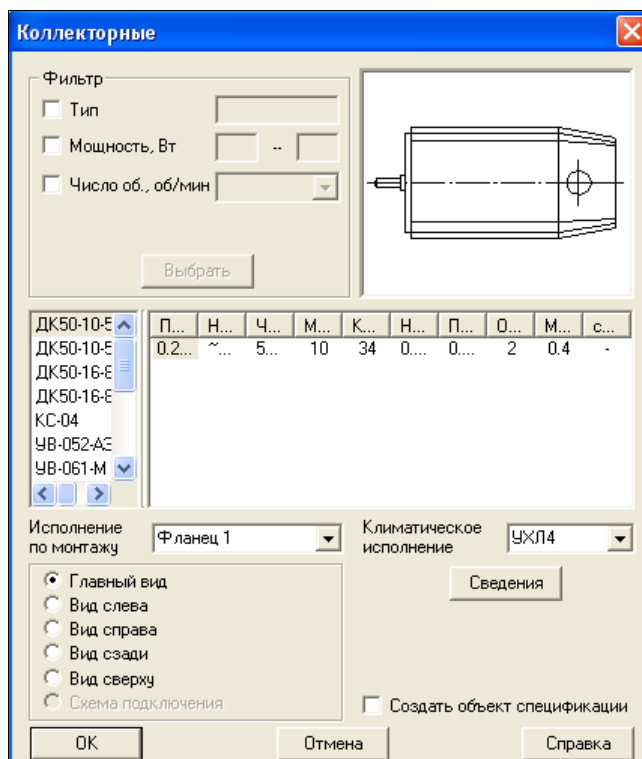 Коллекторные
Фильтр
Тип
Мощность, Вт --
Число об., об/мин
Выбрать
ДК50-10-5
ДК50-10-5
ДК50-16-8
ДК50-16-8
КС-04
УВ-052-АЭ
УВ-061-М
П... Н... Ч... М... К... Н... П... О... М... с...
0.2... ~... 5... 10 34 0.... 0.... 2 0.4 -
Исполнение по монтажу
Фланец 1
Климатическое исполнение
УХЛ4
Главный вид
Вид слева
Вид справа
Вид сзади
Вид сверху
Схема подключения
Сведения
Создать объект спецификации
OK Отмена Справка